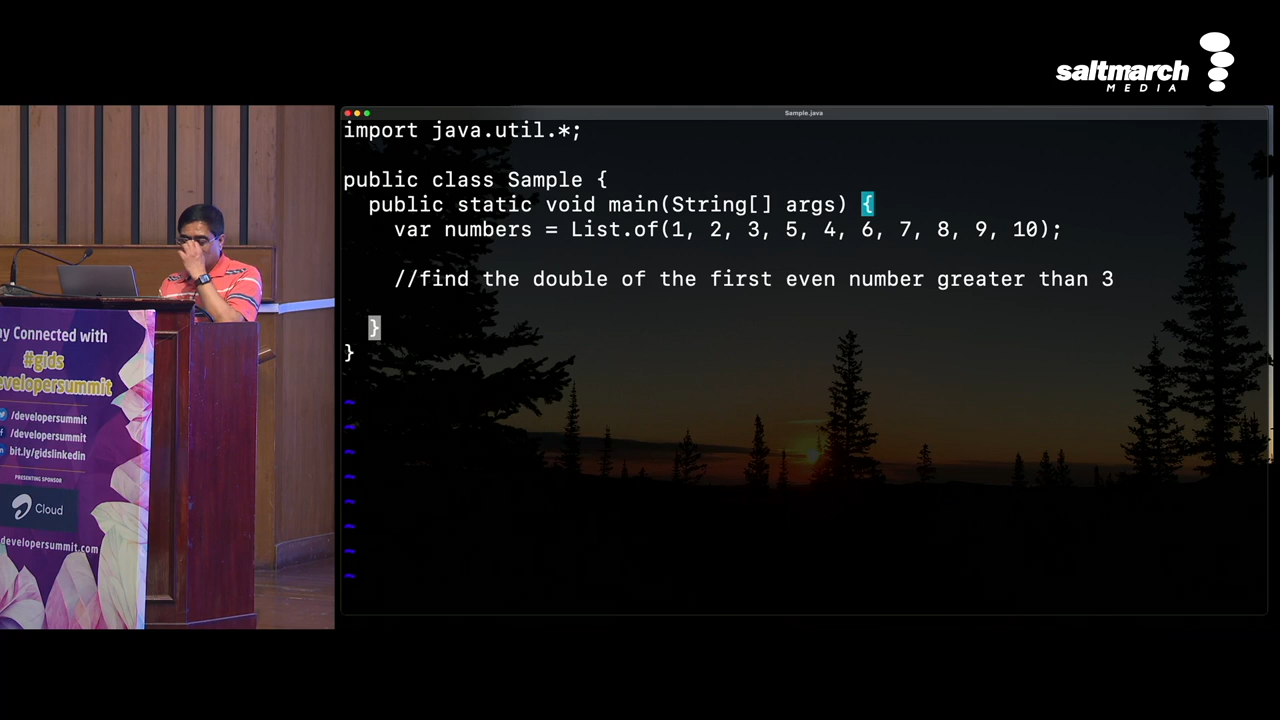 saltmarch
MEDIA
Sample.java
import java.util.*;
public class Sample {
public static void main(String[] args) {
var numbers = List.of(1, 2, 3, 5, 4, 6, 7, 8, 9, 10);
//find the double of the first even number greater than 3
}
}
~
~
~
~
~
~
~
~
ay Connected with
#gids
evelopersummit
/developersummit
/developersummit
bit.ly/gidslinkedin
PRESENTING SPONSOR
Cloud
developersummit.com